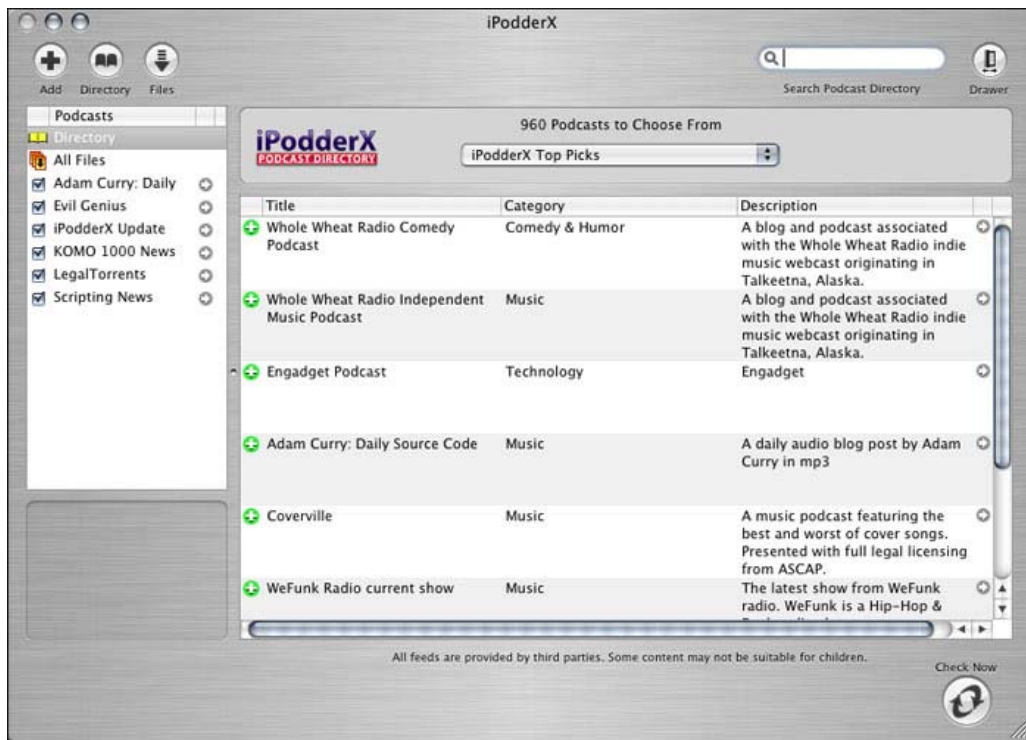 iPodderX
Add
Directory
Files
Search Podcast Directory
Drawer
Podcasts
Directory
All Files
Adam Curry: Daily
Evil Genius
iPodderX Update
KOMO 1000 News
LegalTorrents
Scripting News
iPodderX
PODCAST DIRECTORY
960 Podcasts to Choose From
iPodderX Top Picks
Title
Category
Description
Whole Wheat Radio Comedy
Podcast
Comedy & Humor
A blog and podcast associated
with the Whole Wheat Radio indie
music webcast originating in
Talkeetna, Alaska.
Whole Wheat Radio Independent
Music Podcast
Music
A blog and podcast associated
with the Whole Wheat Radio indie
music webcast originating in
Talkeetna, Alaska.
Engadget Podcast
Technology
Engadget
Adam Curry: Daily Source Code
Music
A daily audio blog post by Adam
Curry in mp3
Coverville
Music
A music podcast featuring the
best and worst of cover songs.
Presented with full legal licensing
from ASCAP.
WeFunk Radio current show
Music
The latest show from WeFunk
radio. WeFunk is a Hip-Hop &
All feeds are provided by third parties. Some content may not be suitable for children.
Check Now